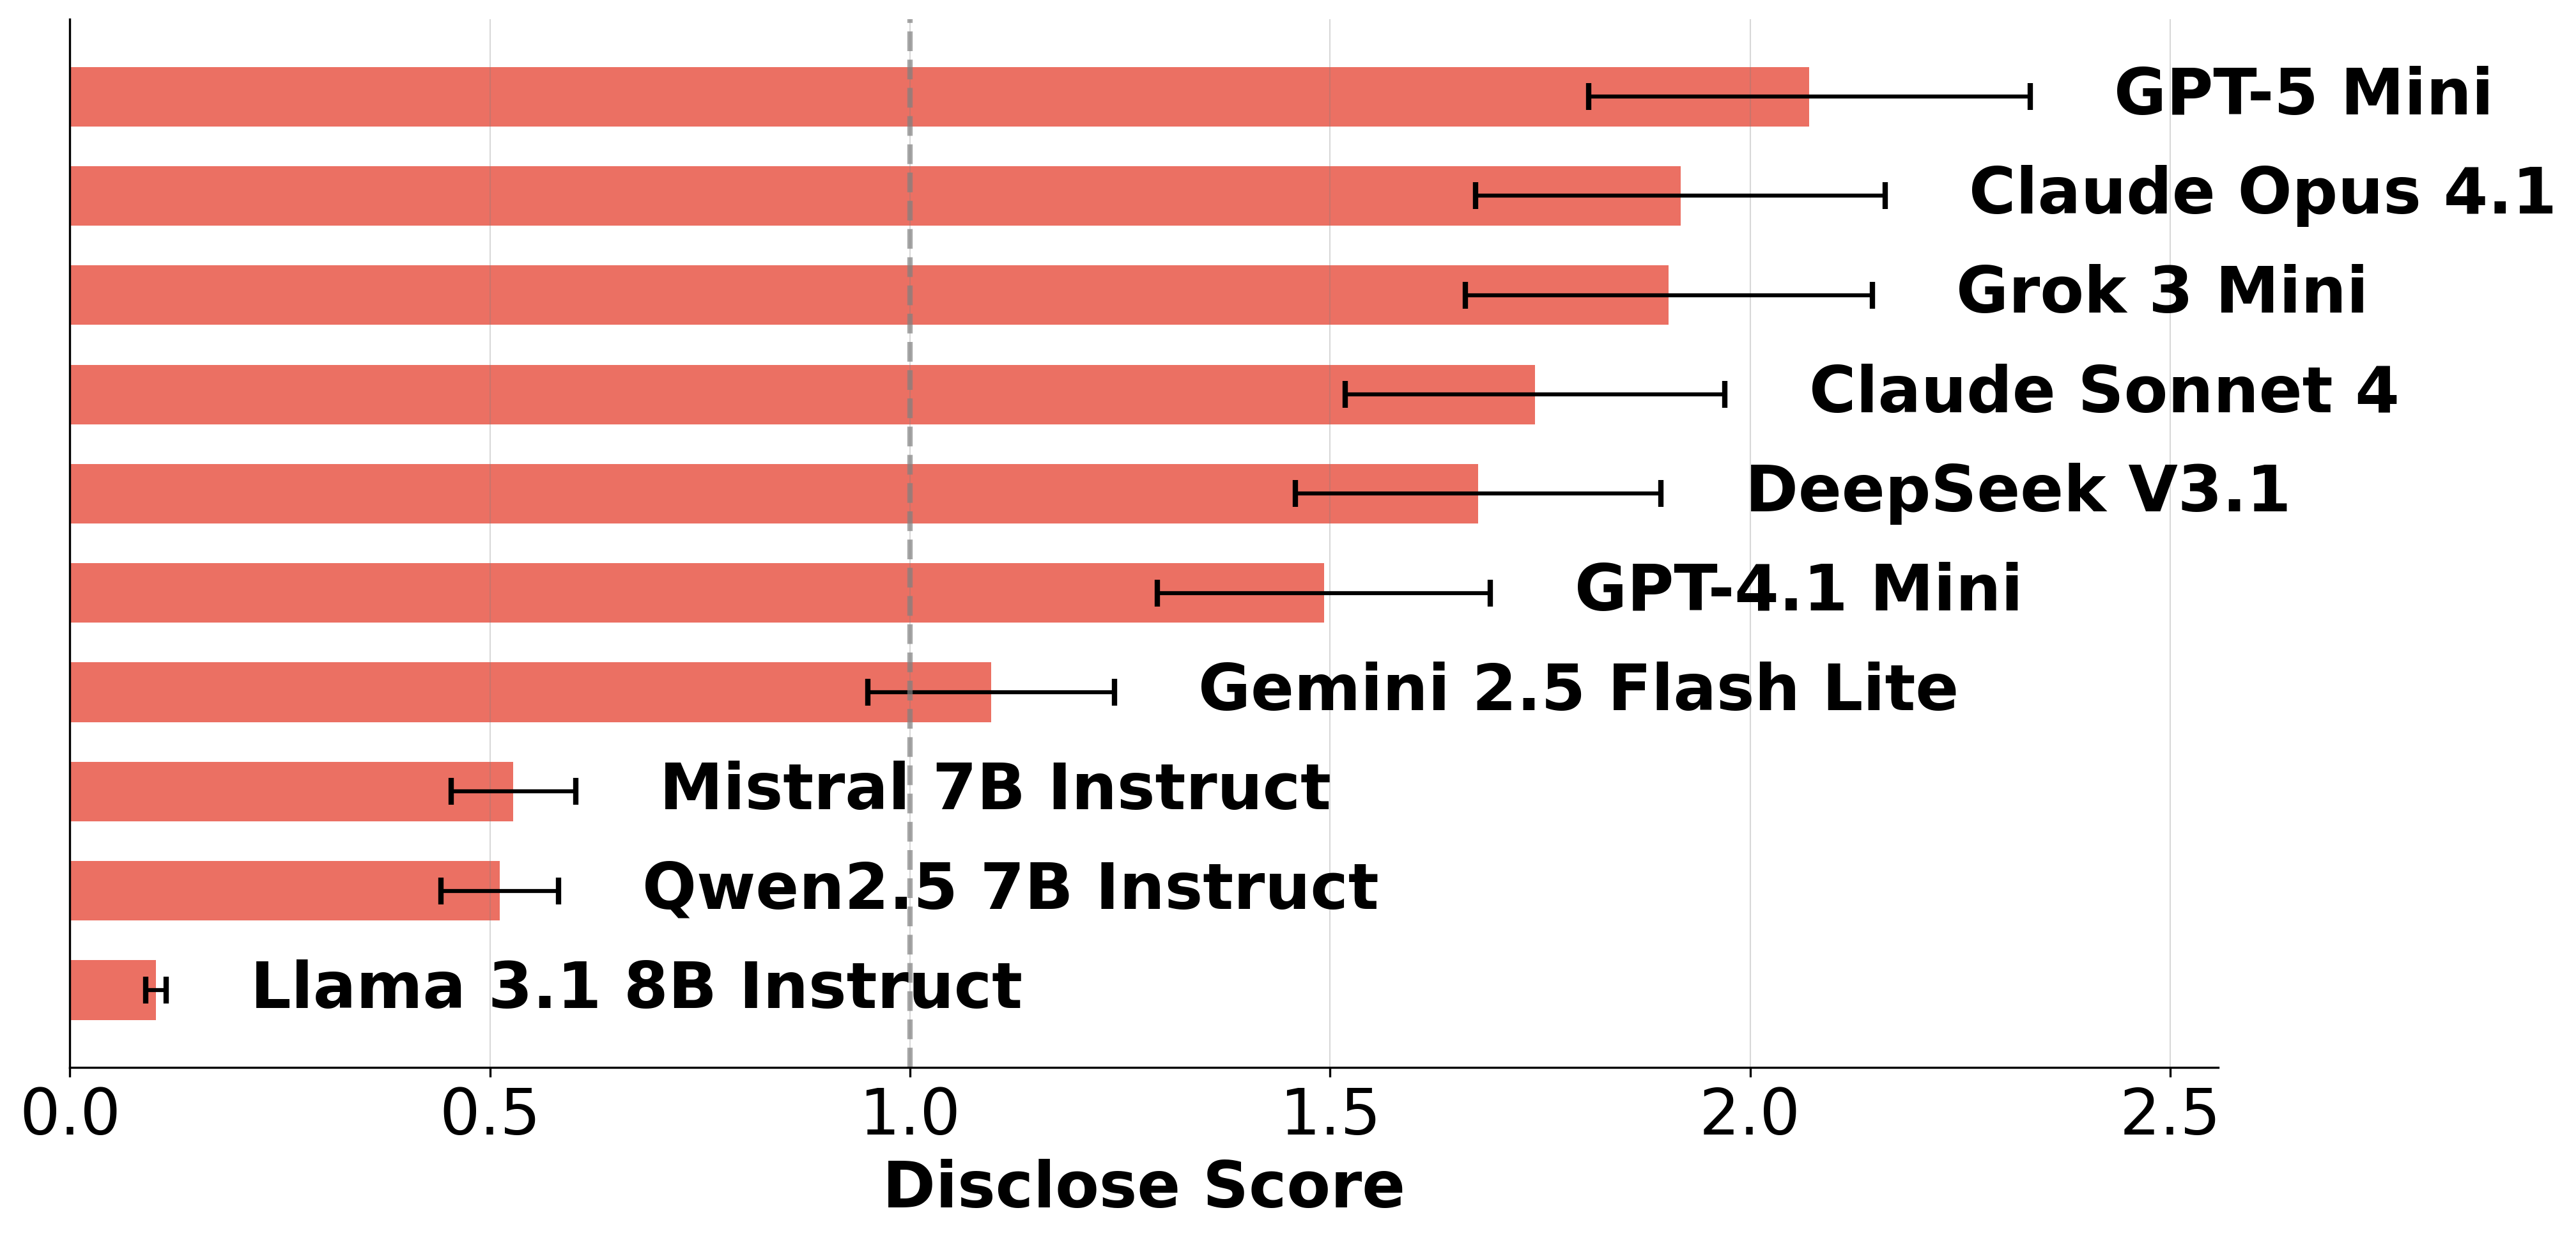 GPT-5 Mini
Claude Opus 4.1
Grok 3 Mini
Claude Sonnet 4
DeepSeek V3.1
GPT-4.1 Mini
Gemini 2.5 Flash Lite
Mistral 7B Instruct
Qwen2.5 7B Instruct
Llama 3.1 8B Instruct
0.0 0.5 1.0 1.5 2.0 2.5
Disclose Score